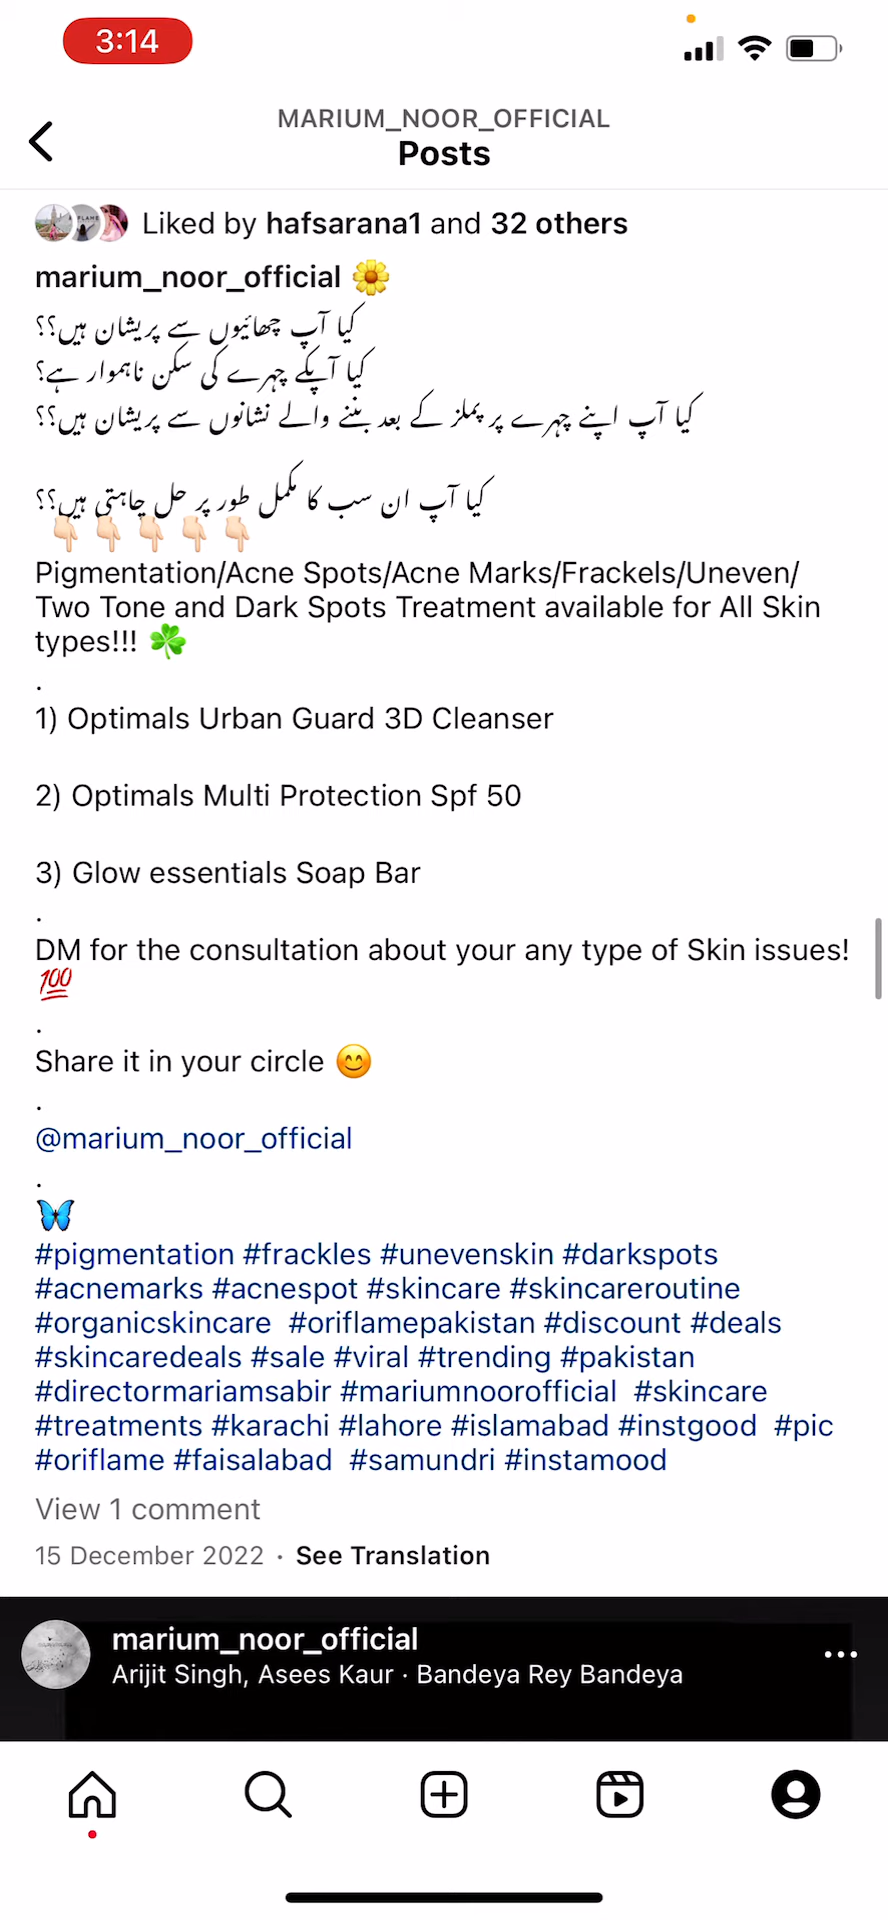 3:14
MARIUM_NOOR_OFFICIAL
Posts
Liked by hafsarana1 and 32 others
marium_noor_official 🌼
کیا آپ چھائیوں سے پریشان ہیں؟؟
کیا آپکے چہرے کی سکن ناہموار ہے؟
کیا آپ اپنے چہرے پر پمپلز کے بعد بننے والے نشانوں سے پریشان ہیں؟؟
کیا آپ ان سب کا مکمل طور پر حل چاہتی ہیں؟؟
👇🏻👇🏻👇🏻👇🏻👇🏻
Pigmentation/Acne Spots/Acne Marks/Frackels/Uneven/
Two Tone and Dark Spots Treatment available for All Skin
types!!! ☘️
.
1) Optimals Urban Guard 3D Cleanser
2) Optimals Multi Protection Spf 50
3) Glow essentials Soap Bar
.
DM for the consultation about your any type of Skin issues!
💯
.
Share it in your circle 😊
.
@marium_noor_official
.
🦋
#pigmentation #frackles #unevenskin #darkspots
#acnemarks #acnespot #skincare #skincareroutine
#organicskincare #oriflamepakistan #discount #deals
#skincaredeals #sale #viral #trending #pakistan
#directormariamsabir #mariumnoorofficial #skincare
#treatments #karachi #lahore #islamabad #instgood #pic
#oriflame #faisalabad #samundri #instamood
View 1 comment
15 December 2022 · See Translation
marium_noor_official
Arijit Singh, Asees Kaur · Bandeya Rey Bandeya